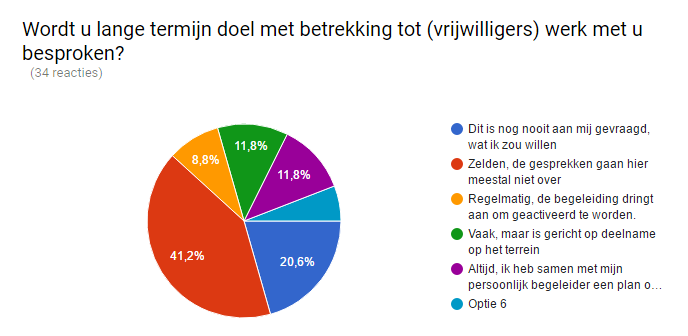 Wordt u lange termijn doel met betrekking tot (vrijwilligers) werk met u
besproken?
(34 reacties)
8,8%
11,8%
11,8%
41,2%
20,6%
Dit is nog nooit aan mij gevraagd,
wat ik zou willen
Zelden, de gesprekken gaan hier
meestal niet over
Regelmatig, de begeleiding dringt
aan om geactiveerd te worden.
Vaak, maar is gericht op deelname
op het terrein
Altijd, ik heb samen met mijn
persoonlijk begeleider een plan o…
Optie 6